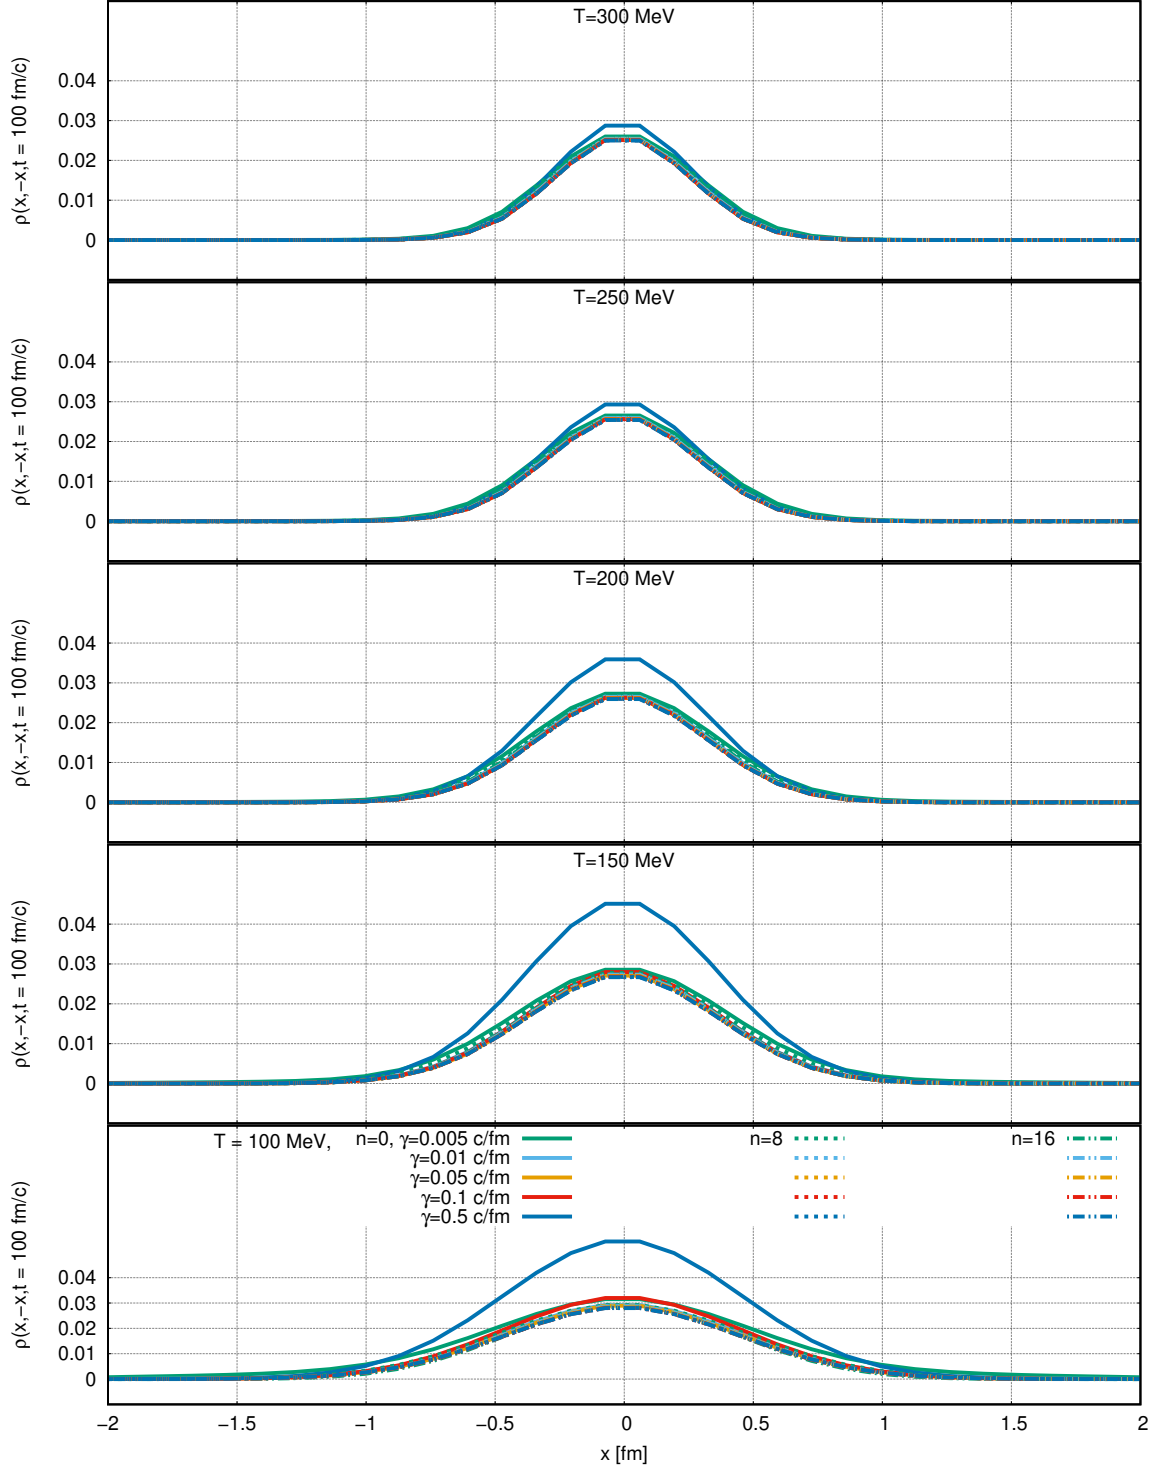 T=300 MeV
ρ(x,−x,t = 100 fm/c)
0.04
0.03
0.02
0.01
0
T=250 MeV
ρ(x,−x,t = 100 fm/c)
0.04
0.03
0.02
0.01
0
T=200 MeV
ρ(x,−x,t = 100 fm/c)
0.04
0.03
0.02
0.01
0
T=150 MeV
ρ(x,−x,t = 100 fm/c)
0.04
0.03
0.02
0.01
0
T = 100 MeV, n=0, γ=0.005 c/fm n=8 n=16
γ=0.01 c/fm
γ=0.05 c/fm
γ=0.1 c/fm
γ=0.5 c/fm
ρ(x,−x,t = 100 fm/c)
0.04
0.03
0.02
0.01
0
−2 −1.5 −1 −0.5 0 0.5 1 1.5 2
x [fm]